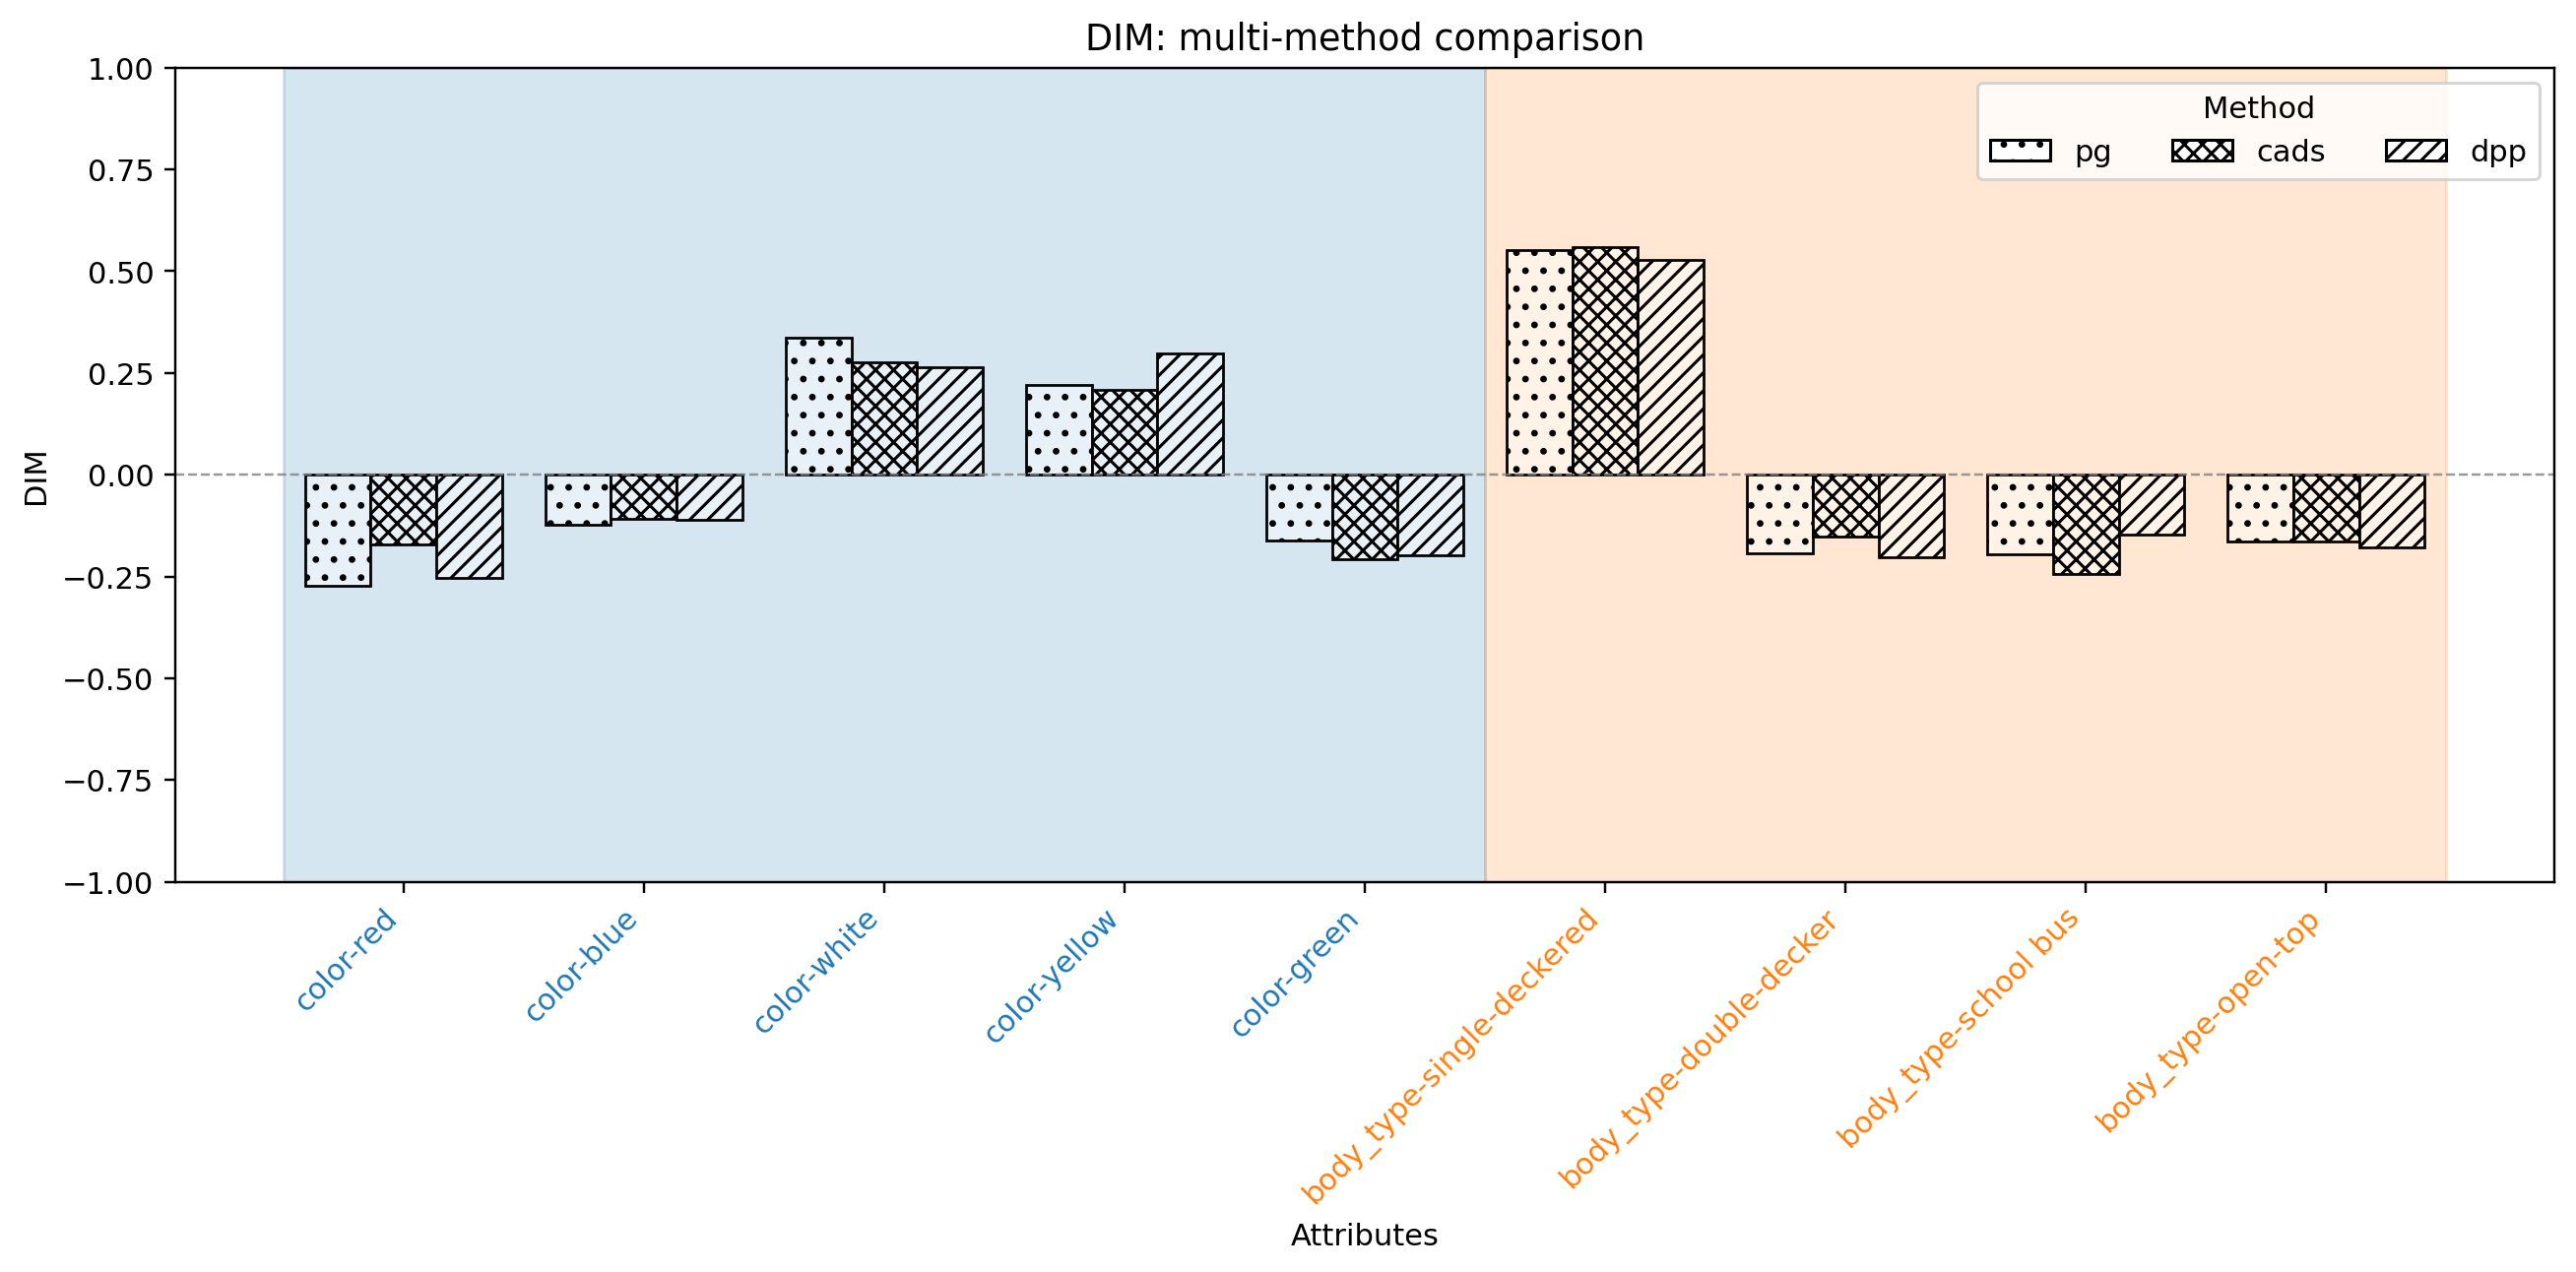 DIM: multi-method comparison
1.00
0.75
0.50
0.25
0.00
−0.25
−0.50
−0.75
−1.00
DIM
Method
pg cads dpp
color-red
color-blue
color-white
color-yellow
color-green
body_type-single-deckered
body_type-double-decker
body_type-school bus
body_type-open-top
Attributes